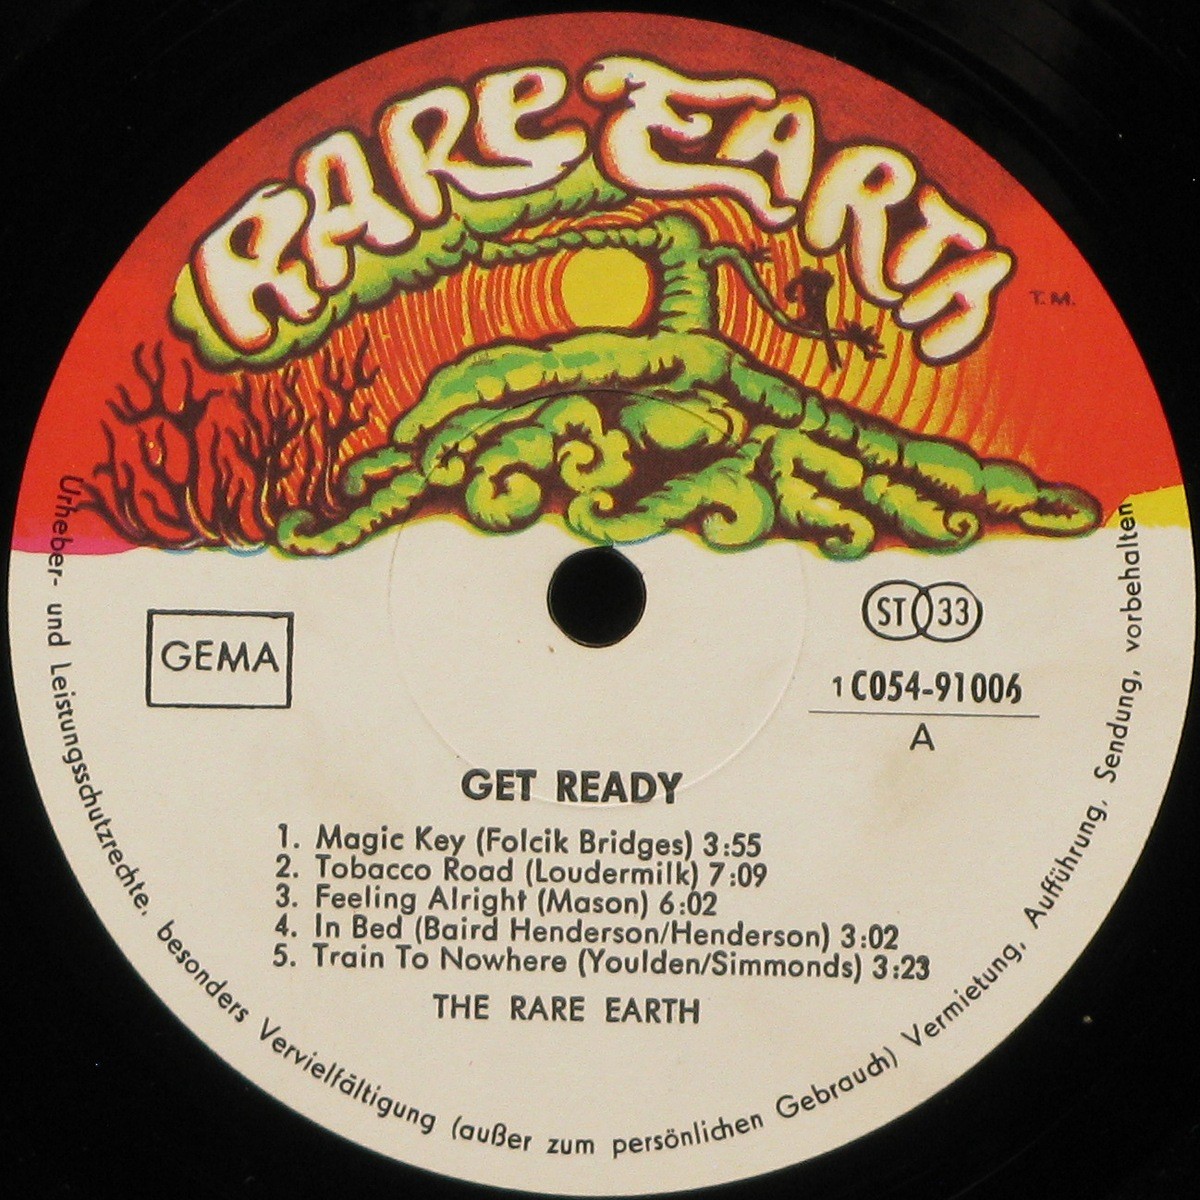 RARE EARTH
T.M.
GEMA
ST 33
1C054-91006
A
GET READY
1. Magic Key (Folcik Bridges) 3:55
2. Tobacco Road (Loudermilk) 7:09
3. Feeling Alright (Mason) 6:02
4. In Bed (Baird Henderson/Henderson) 3:02
5. Train To Nowhere (Youlden/Simmonds) 3:23
THE RARE EARTH
Urheber- und Leistungsschutzrechte, besonders Vervielfältigung (außer zum persönlichen Gebrauch) Vermietung, Aufführung, Sendung, vorbehalten